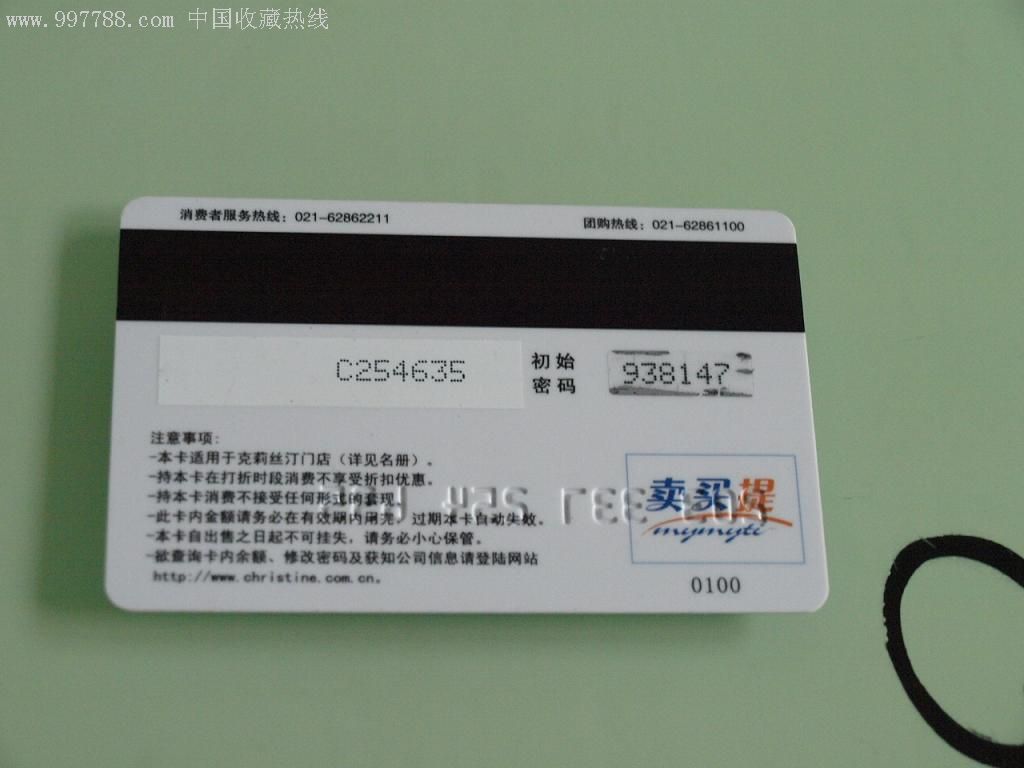 www.997788.com 中国收藏热线
消费者服务热线：021-62862211
团购热线：021-62861100
C254635
初始
密码
938147
注意事项：
-本卡适用于克莉丝汀门店（详见名册）。
-持本卡在打折时段消费不享受折扣优惠。
-持本卡消费不接受任何形式的套现。
-此卡内金额请务必在有效期内用完，过期本卡自动失效。
-本卡自出售之日起不可挂失，请务必小心保管。
-欲查询卡内余额、修改密码及获知公司信息请登陆网站
http://www.christine.com.cn。
卖买提
mymyti
0100